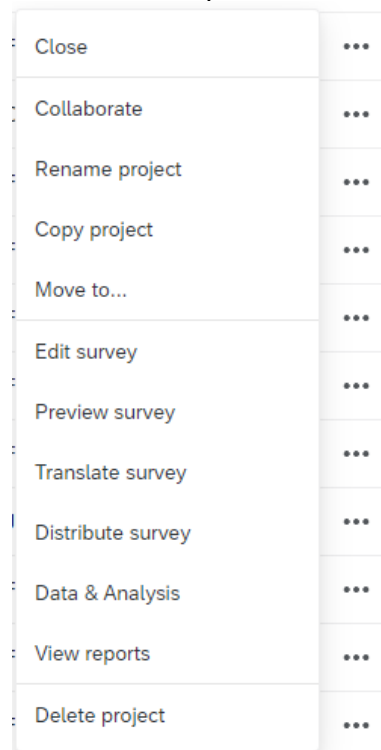 Close
Collaborate
Rename project
Copy project
Move to...
Edit survey
Preview survey
Translate survey
Distribute survey
Data & Analysis
View reports
Delete project